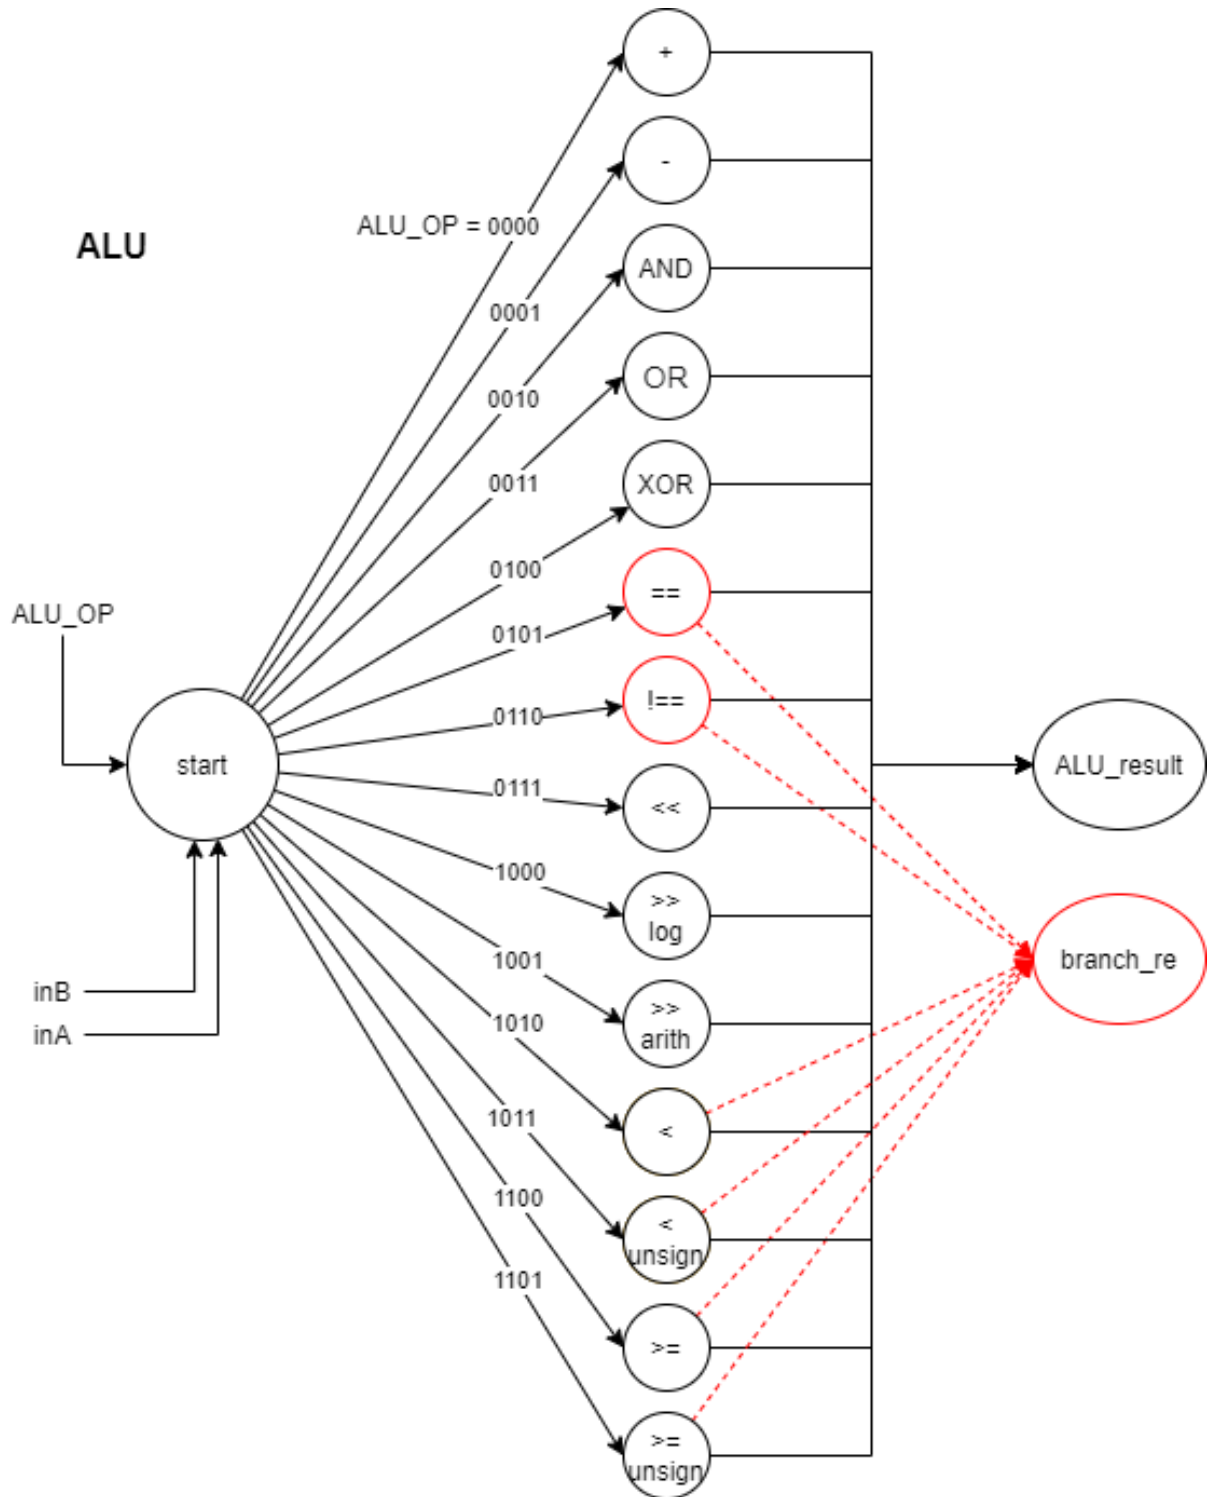 +
-
ALU_OP = 0000
ALU
AND
0001
OR
0010
0011
XOR
0100
==
ALU_OP
0101
!==
0110
start
ALU_result
0111
<<
1000
>>
log
1001
branch_re
inB
1010
>>
arith
inA
1011
<
1100
<
unsign
1101
>=
>=
unsign